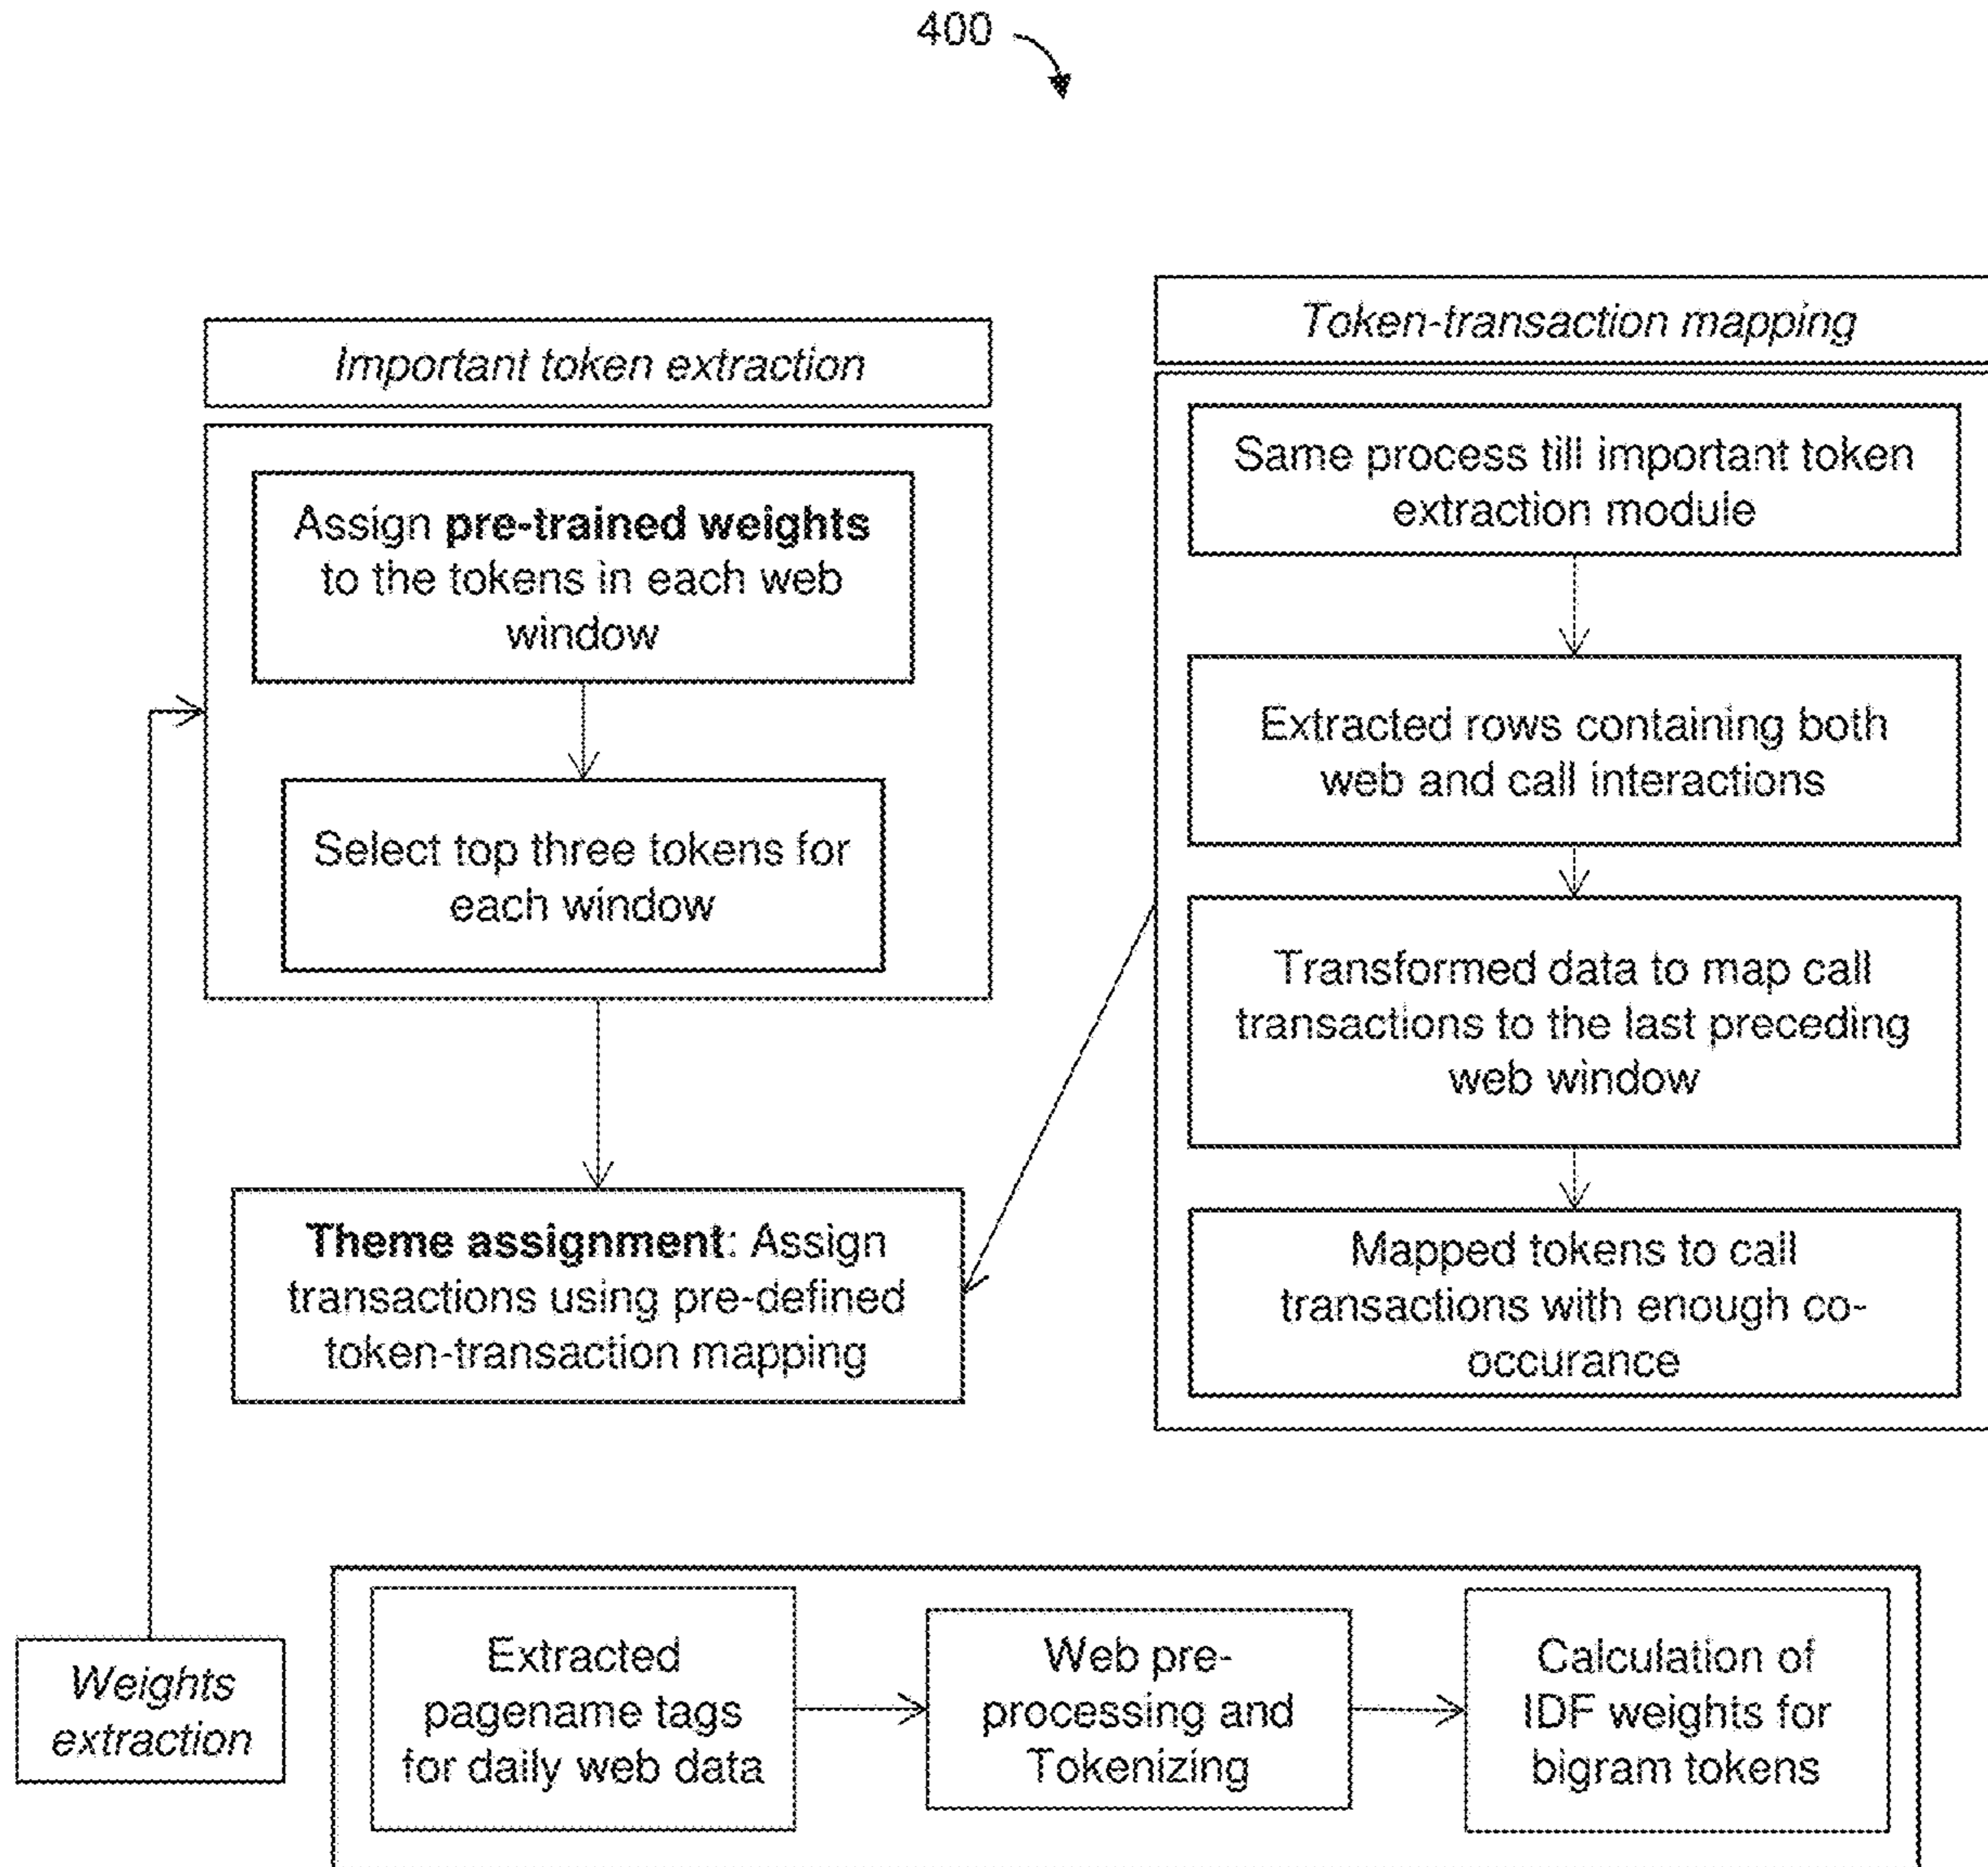 400
Important token extraction
Assign pre-trained weights
to the tokens in each web
window
Select top three tokens for
each window
Theme assignment: Assign
transactions using pre-defined
token-transaction mapping
Token-transaction mapping
Same process till important token
extraction module
Extracted rows containing both
web and call interactions
Transformed data to map call
transactions to the last preceding
web window
Mapped tokens to call
transactions with enough co-
occurance
Weights
extraction
Extracted
pagename tags
for daily web data
Web pre-
processing and
Tokenizing
Calculation of
IDF weights for
bigram tokens